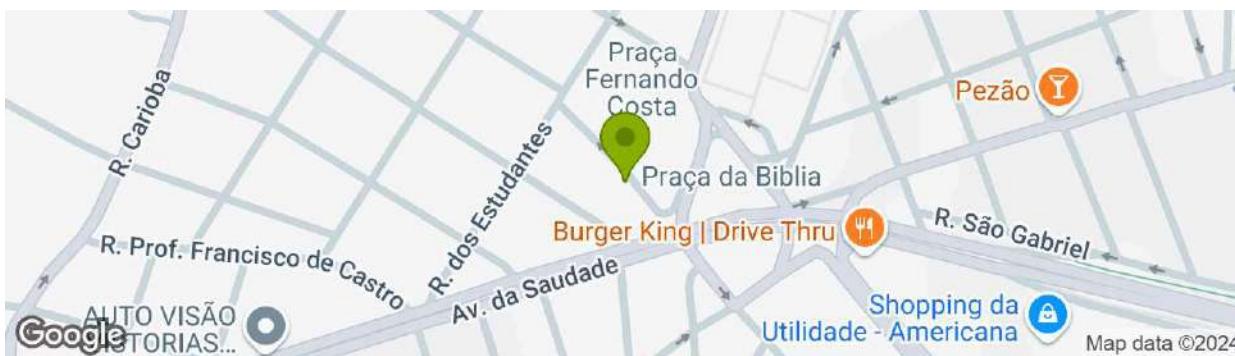 Praça
Fernando
Costa
Pezão
R. Carioba
R. dos Estudantes
Praça da Biblia
Burger King | Drive Thru
R. São Gabriel
R. Prof. Francisco de Castro
Av. da Saudade
AUTO VISÃO
VISTORIAS...
Shopping da
Utilidade - Americana
Google
Map data ©2024